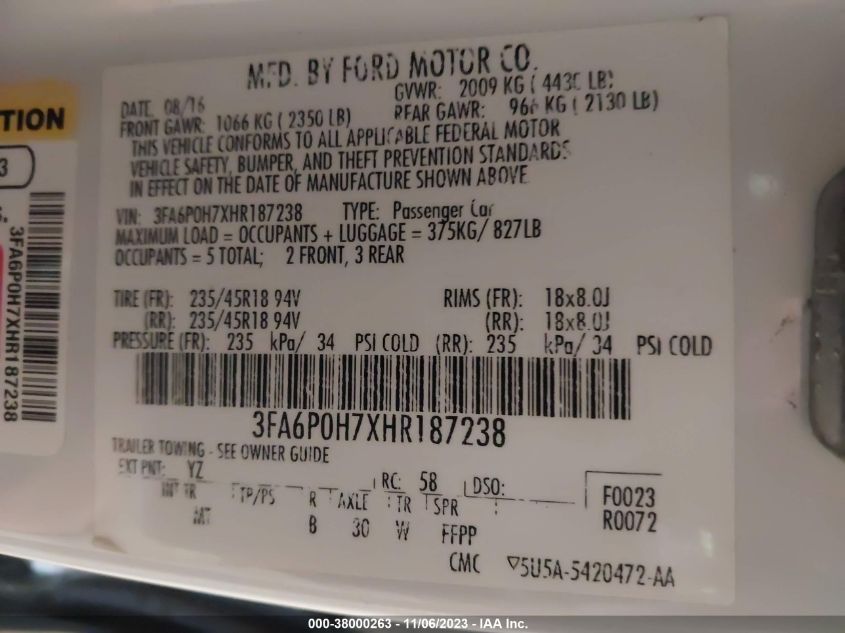 MFD. BY FORD MOTOR CO.
DATE 08/16
GVWR: 2009 KG ( 4430 LB)
FRONT GAWR: 1066 KG ( 2350 LB)
RFAR GAWR: 966 KG ( 2130 LB)
THIS VEHICLE CONFORMS TO ALL APPLICABLE FEDERAL MOTOR
VEHICLE SAFETY, BUMPER, AND THEFT PREVENTION STANDARDS
IN EFFECT ON THE DATE OF MANUFACTURE SHOWN ABOVE
VIN: 3FA6P0H7XHR187238 TYPE: Passenger Car
MAXIMUM LOAD = OCCUPANTS + LUGGAGE = 375KG/ 827LB
OCCUPANTS = 5 TOTAL; 2 FRONT, 3 REAR
TIRE (FR): 235/45R18 94V RIMS (FR): 18x8.0J
(RR): 235/45R18 94V (RR): 18x8.0J
PRESSURE (FR): 235 kPa/ 34 PSI COLD (RR): 235 kPa/ 34 PSI COLD
3FA6P0H7XHR187238
TRAILER TOWING - SEE OWNER GUIDE
EXT PNT: YZ RC: 58 DSO:
INT TR TP/PS R AXLE TR SPR
B 30 W FFPP
F0023
R0072
CMC ▽5U5A-5420472-AA
TION
3
3FA6P0H7XHR187238
000-38000263 - 11/06/2023 - IAA Inc.